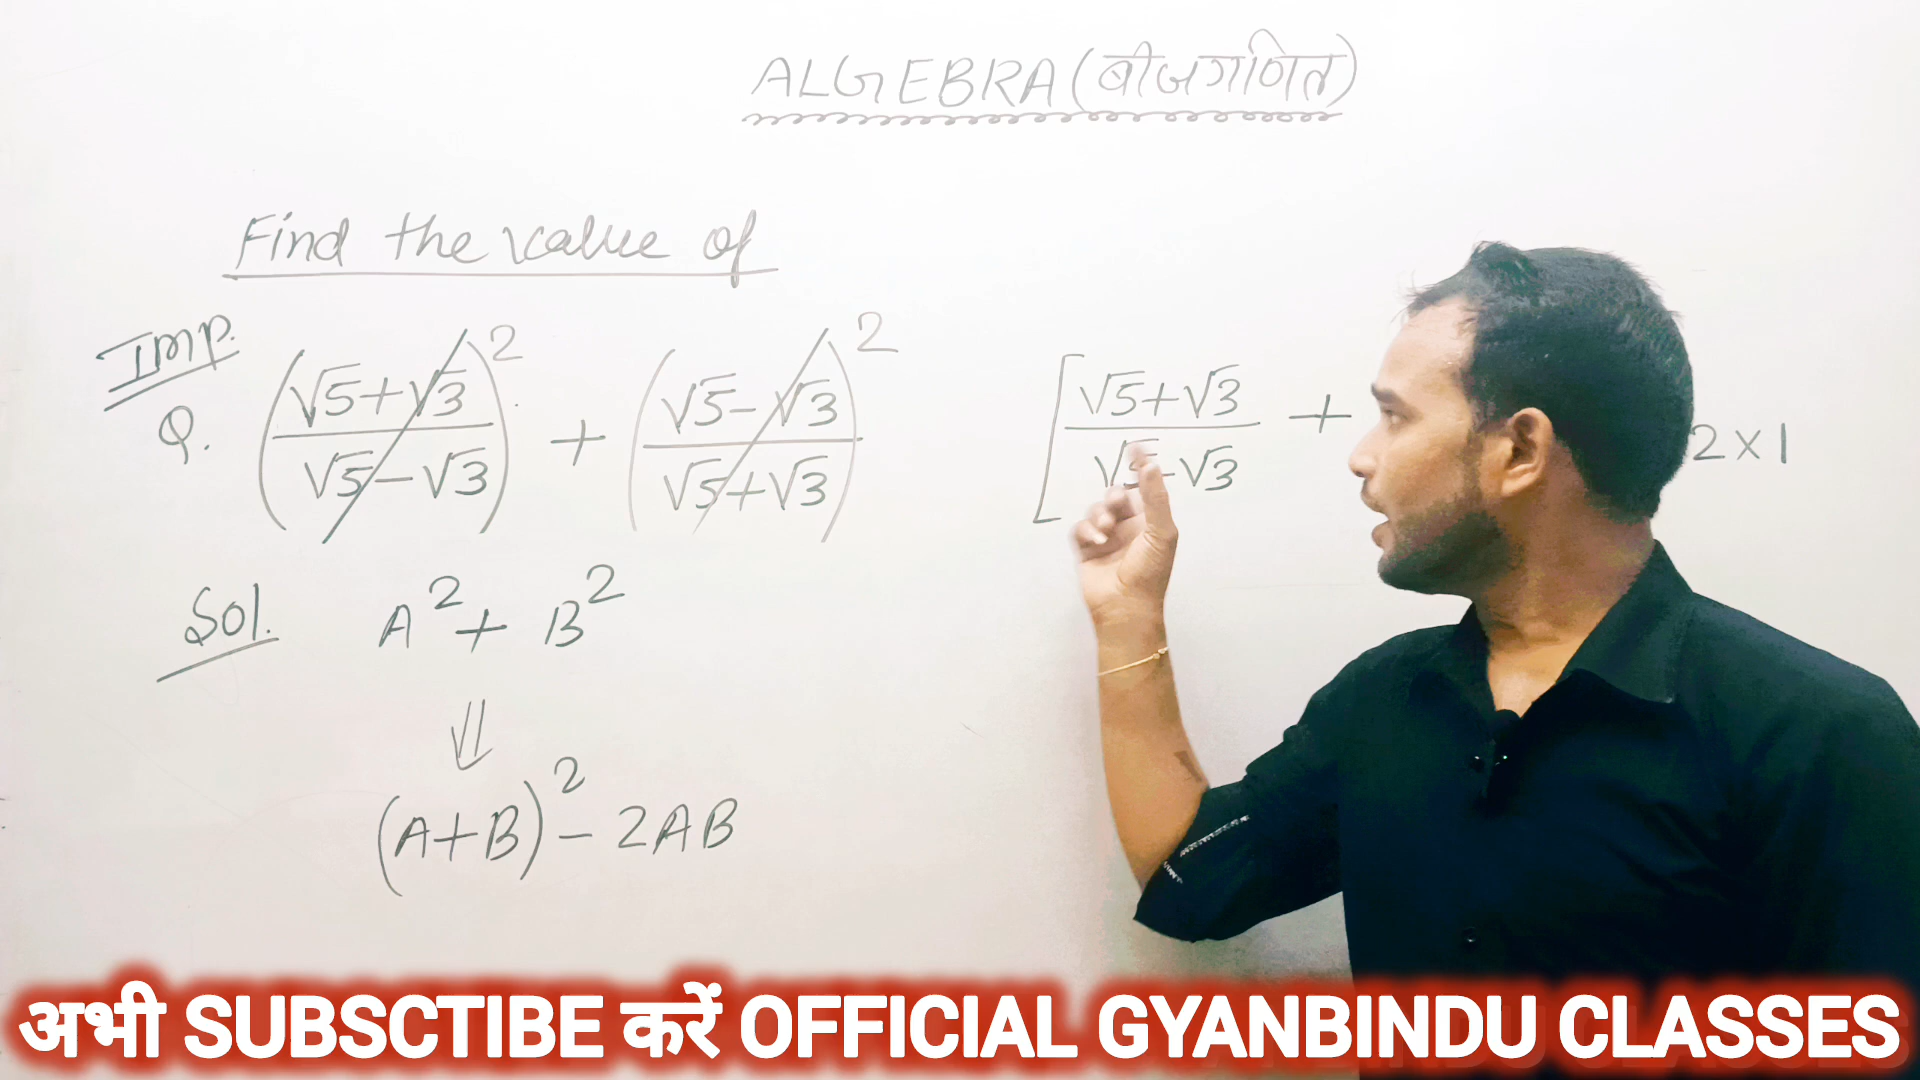 ALGEBRA (बीजगणित)
Find the value of
Imp.
Q. ((√5+√3)/(√5-√3))² + ((√5-√3)/(√5+√3))²
[(√5+√3)/(√5-√3) + 2×1
Sol. A² + B²
⇓
(A+B)² - 2AB
अभी SUBSCTIBE करें OFFICIAL GYANBINDU CLASSES